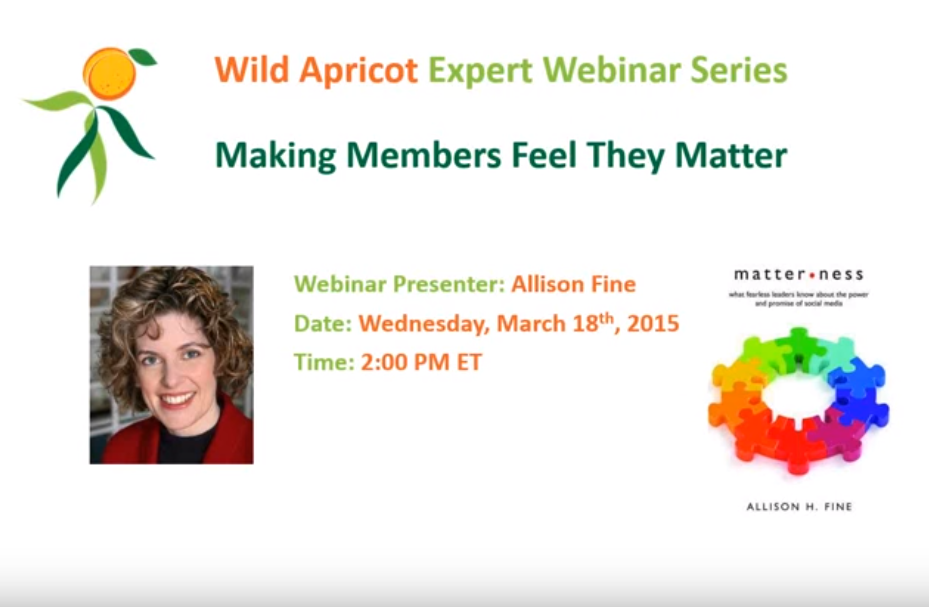 Wild Apricot Expert Webinar Series
Making Members Feel They Matter
Webinar Presenter: Allison Fine
Date: Wednesday, March 18th, 2015
Time: 2:00 PM ET
matter•ness
what fearless leaders know about the power
and promise of social media
ALLISON H. FINE